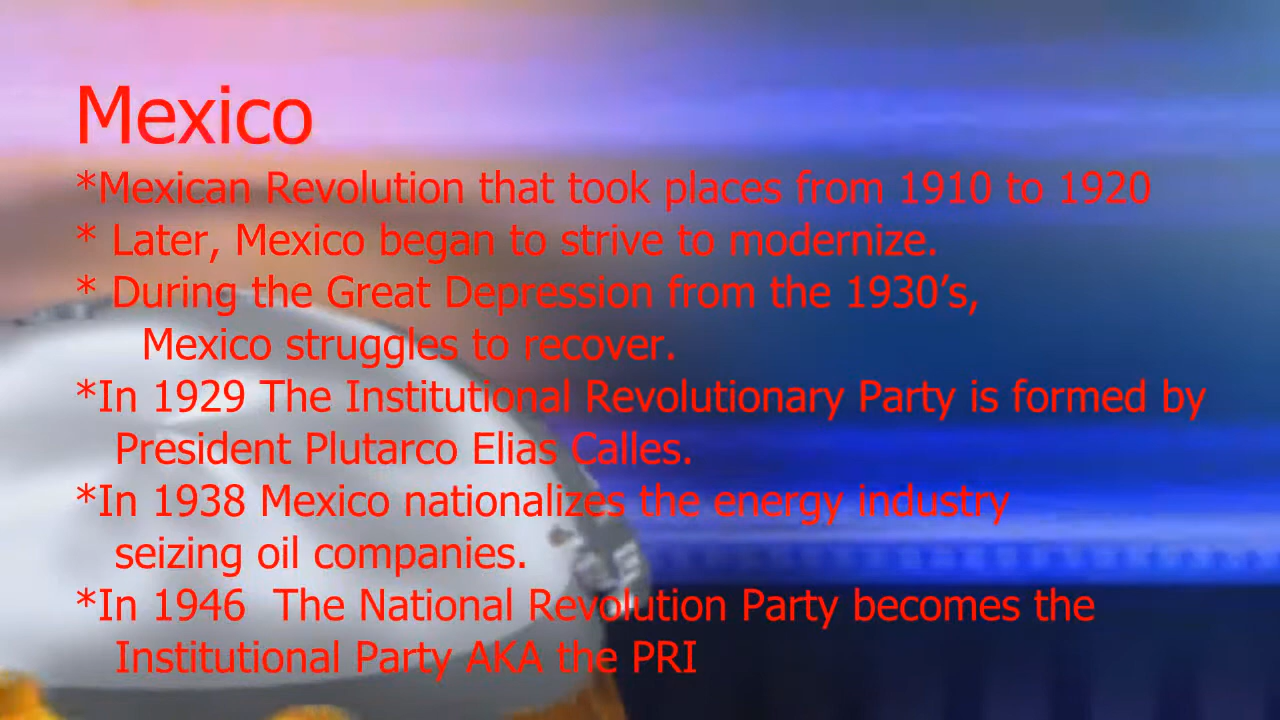 Mexico
*Mexican Revolution that took places from 1910 to 1920
* Later, Mexico began to strive to modernize.
* During the Great Depression from the 1930’s,
Mexico struggles to recover.
*In 1929 The Institutional Revolutionary Party is formed by
President Plutarco Elias Calles.
*In 1938 Mexico nationalizes the energy industry
seizing oil companies.
*In 1946  The National Revolution Party becomes the
Institutional Party AKA the PRI